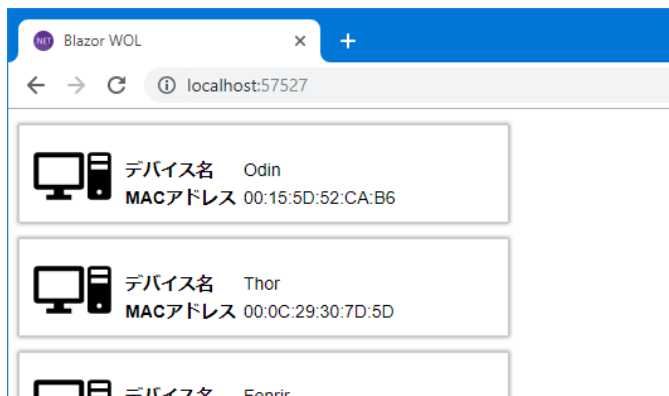 NET Blazor WOL
localhost:57527
デバイス名 Odin
MACアドレス 00:15:5D:52:CA:B6
デバイス名 Thor
MACアドレス 00:0C:29:30:7D:5D
デバイス名 Fenrir